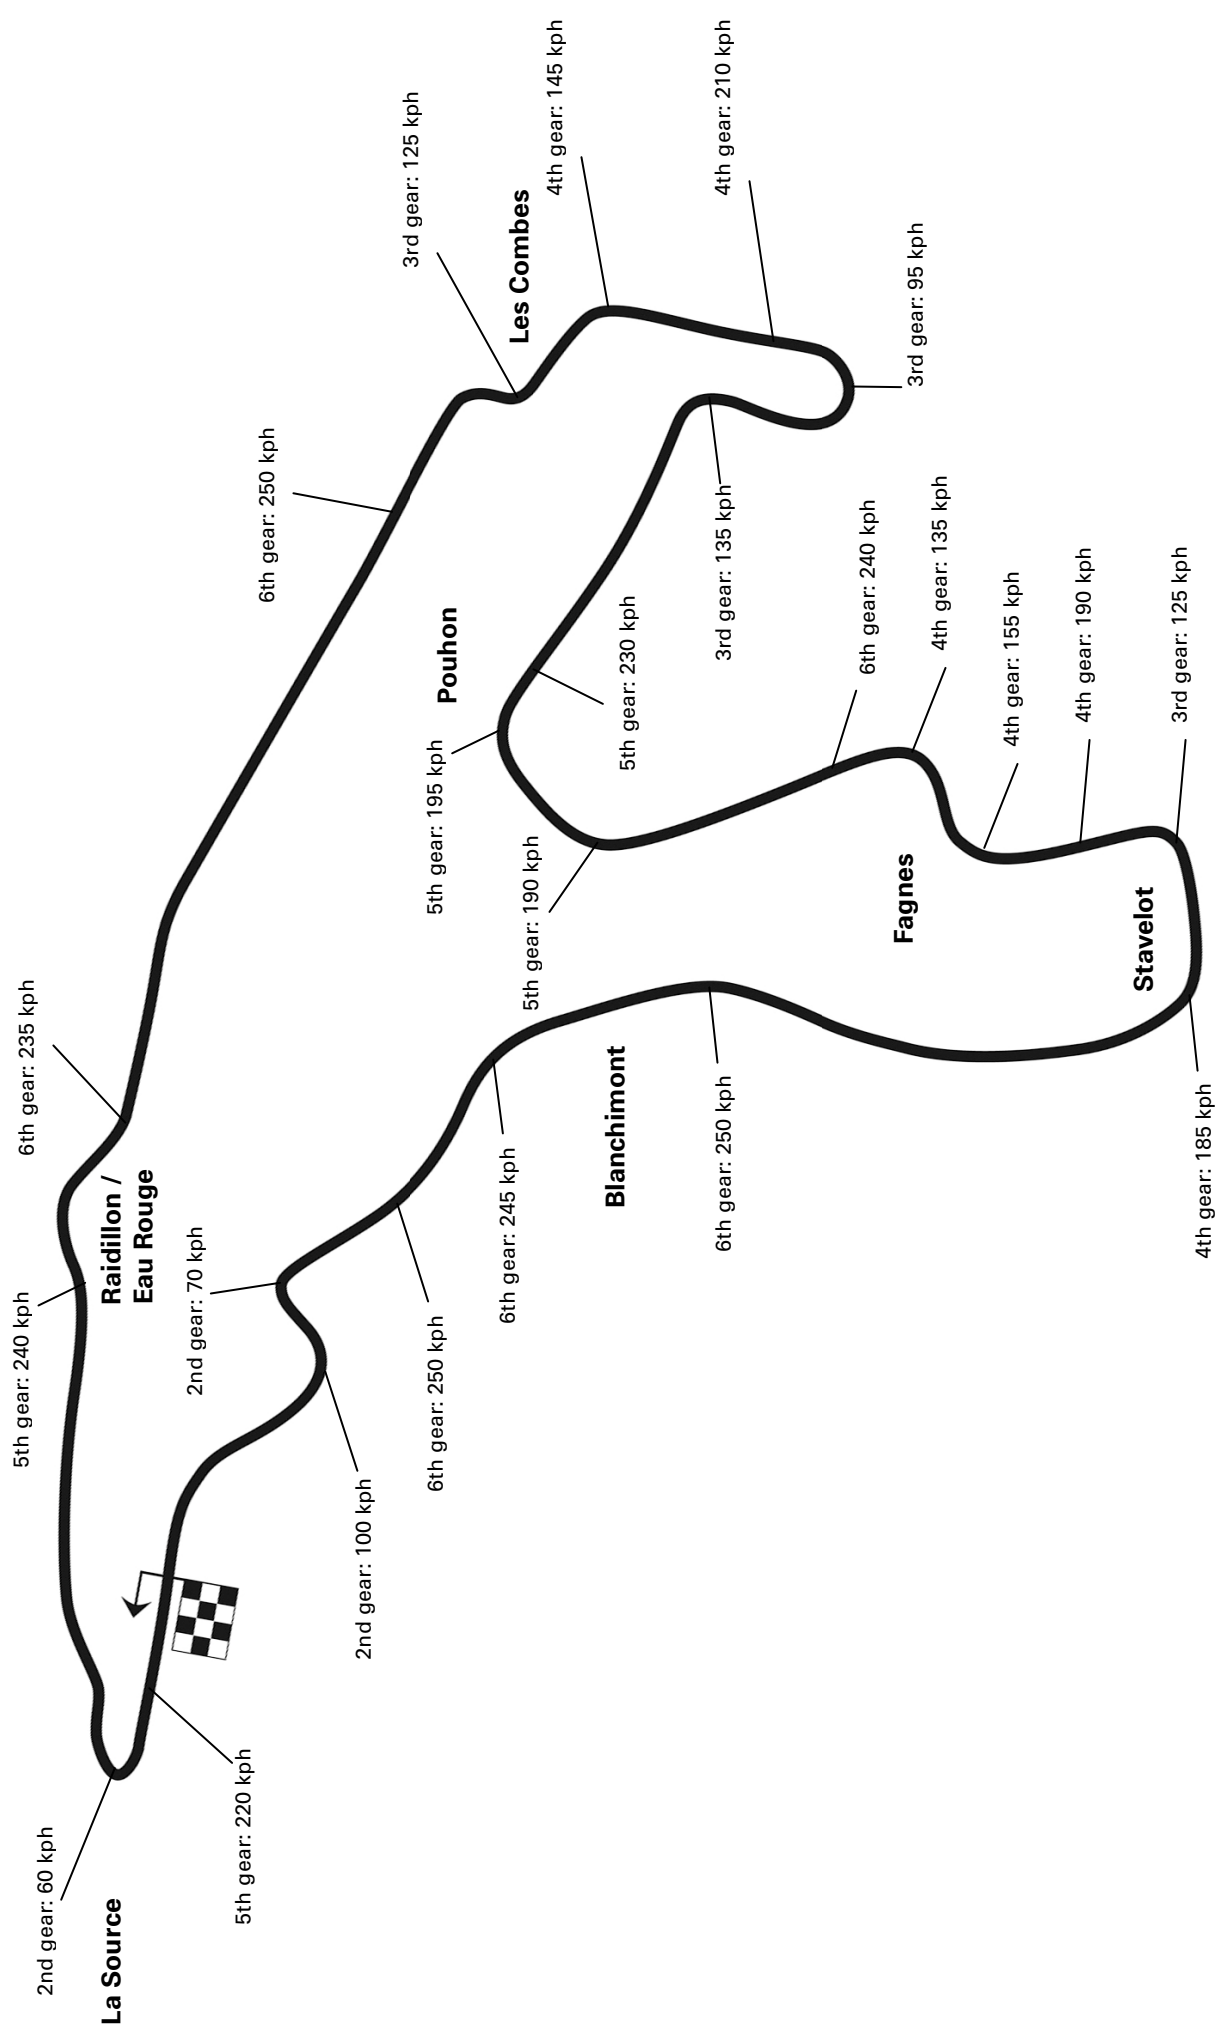 La Source
2nd gear: 60 kph
5th gear: 240 kph
Raidillon /
Eau Rouge
6th gear: 235 kph
6th gear: 250 kph
3rd gear: 125 kph
Les Combes
4th gear: 145 kph
4th gear: 210 kph
3rd gear: 95 kph
3rd gear: 135 kph
5th gear: 230 kph
Pouhon
5th gear: 195 kph
5th gear: 190 kph
6th gear: 240 kph
4th gear: 135 kph
Fagnes
4th gear: 155 kph
4th gear: 190 kph
3rd gear: 125 kph
Stavelot
4th gear: 185 kph
6th gear: 250 kph
Blanchimont
6th gear: 245 kph
6th gear: 250 kph
2nd gear: 70 kph
2nd gear: 100 kph
5th gear: 220 kph